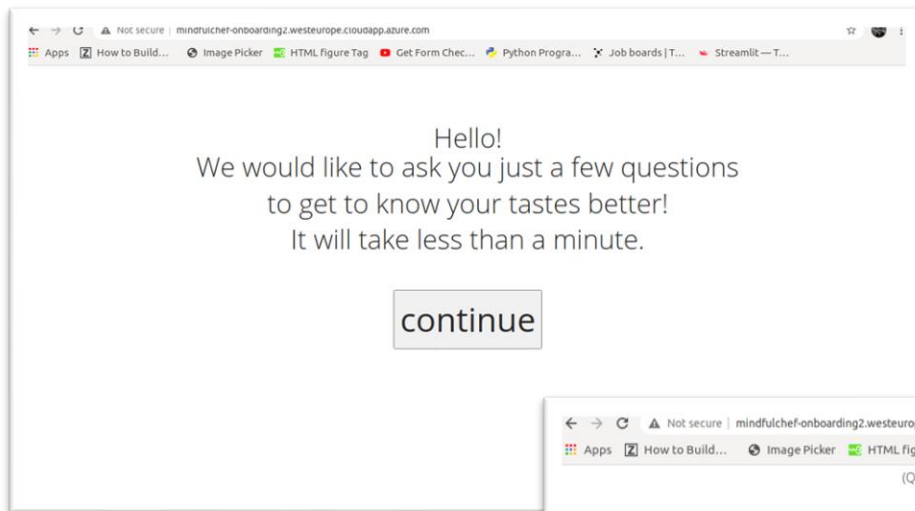 Not secure | mindfulchef-onboarding2.westeurope.cloudapp.azure.com
Apps How to Build... Image Picker HTML figure Tag Get Form Chec... Python Progra... Job boards | T... Streamlit — T...
Hello!
We would like to ask you just a few questions
to get to know your tastes better!
It will take less than a minute.
continue
Not secure | mindfulchef-onboarding2.westeurop
Apps How to Build... Image Picker HTML fig
(Q